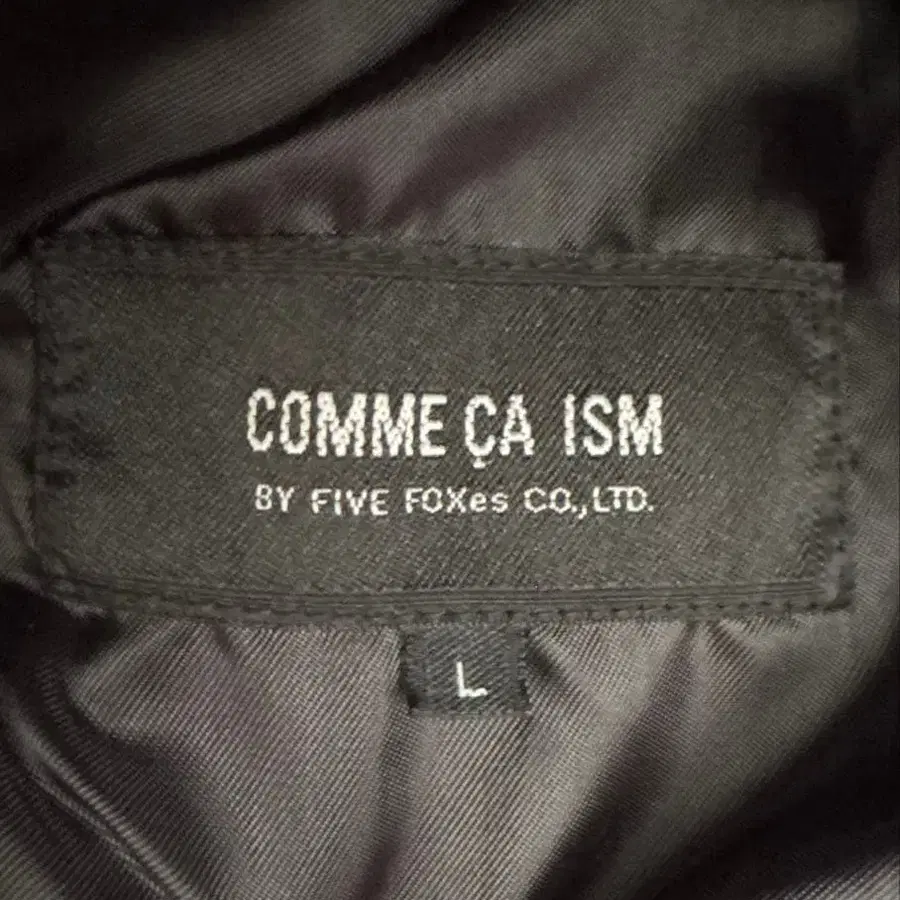 COMME ÇA ISM
BY FIVE FOXes CO.,LTD.
L